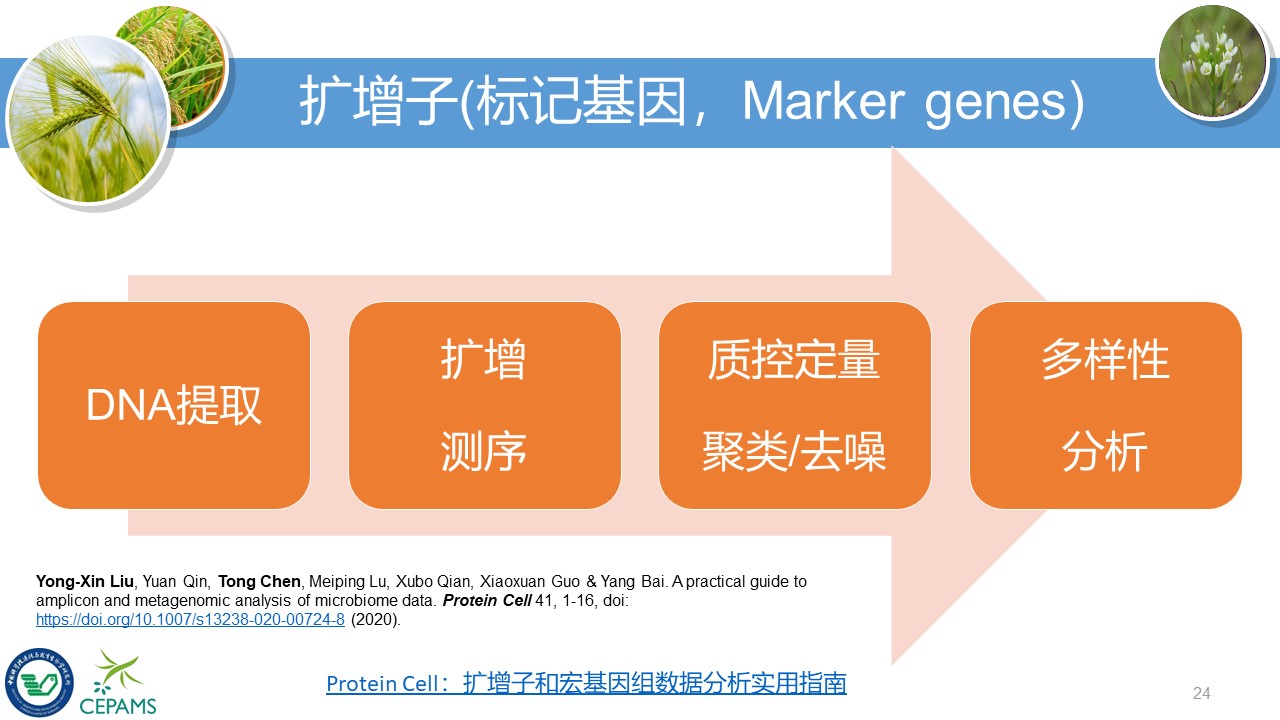 扩增子(标记基因，Marker genes)
DNA提取
扩增
测序
质控定量
聚类/去噪
多样性
分析
Yong-Xin Liu, Yuan Qin, Tong Chen, Meiping Lu, Xubo Qian, Xiaoxuan Guo & Yang Bai. A practical guide to
amplicon and metagenomic analysis of microbiome data. Protein Cell 41, 1-16, doi:
https://doi.org/10.1007/s13238-020-00724-8 (2020).
Protein Cell：扩增子和宏基因组数据分析实用指南
CEPAMS
24